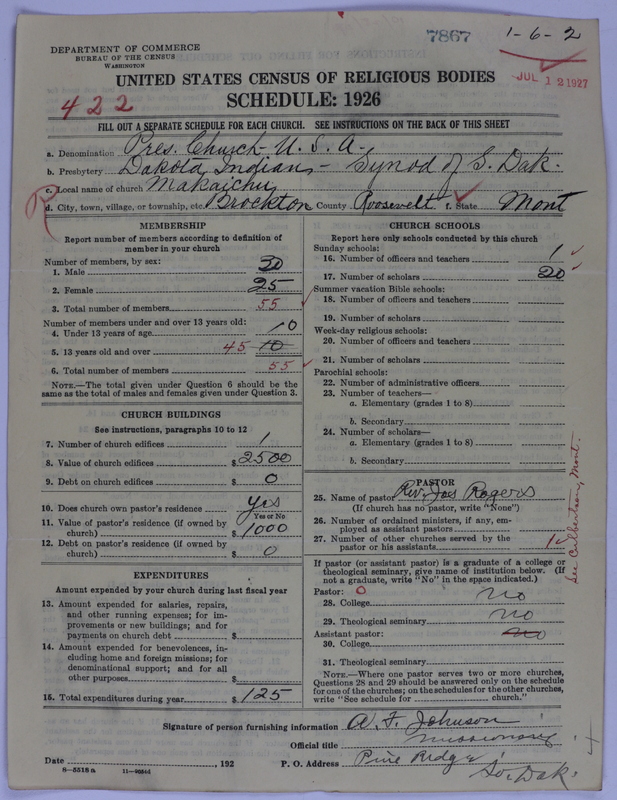 7867
1-6-2
DEPARTMENT OF COMMERCE
BUREAU OF THE CENSUS
WASHINGTON
JUL 12 1927
UNITED STATES CENSUS OF RELIGIOUS BODIES
422
SCHEDULE: 1926
FILL OUT A SEPARATE SCHEDULE FOR EACH CHURCH. SEE INSTRUCTIONS ON THE BACK OF THIS SHEET
a. Denomination Pres. Church U.S.A.
b. Presbytery Dakota Indian - Synod of S. Dak.
c. Local name of church Makaichu
R
d. City, town, village, or township, etc. Brockton County Roosevelt f. State Mont
MEMBERSHIP
Report number of members according to definition of
member in your church
Number of members, by sex:
1. Male 30
2. Female 25
3. Total number of members 55
Number of members under and over 13 years old:
4. Under 13 years of age 10
5. 13 years old and over 45 10
6. Total number of members 55
NOTE.—The total given under Question 6 should be
the same as the total of males and females given under Question 3.
CHURCH BUILDINGS
See instructions, paragraphs 10 to 12
7. Number of church edifices 1
8. Value of church edifices $2500
9. Debt on church edifices $0
10. Does church own pastor's residence? yes
Yes or No
11. Value of pastor's residence (if owned by
church) $1000
12. Debt on pastor's residence (if owned by
church) $0
EXPENDITURES
Amount expended by your church during last fiscal year
13. Amount expended for salaries, repairs,
and other running expenses; for im-
provements or new buildings; and for
payments on church debt $
14. Amount expended for benevolences, in-
cluding home and foreign missions; for
denominational support; and for all
other purposes $
15. Total expenditures during year $125
CHURCH SCHOOLS
Report here only schools conducted by this church
Sunday schools:
16. Number of officers and teachers 1
17. Number of scholars 20
Summer vacation Bible schools:
18. Number of officers and teachers
19. Number of scholars
Week-day religious schools:
20. Number of officers and teachers
21. Number of scholars
Parochial schools:
22. Number of administrative officers
23. Number of teachers—
a. Elementary (grades 1 to 8)
b. Secondary
24. Number of scholars—
a. Elementary (grades 1 to 8)
b. Secondary
PASTOR
25. Name of pastor Rev. Jos Rogers
(If church has no pastor, write "None")
26. Number of ordained ministers, if any, em-
ployed as assistant pastors
27. Number of other churches served by the
pastor or his assistants 1
See Culbertson, Mont.
If pastor (or assistant pastor) is a graduate of a college or
theological seminary, give name of institution below. (If
not a graduate, write "No" in the space indicated.)
Pastor: 0
28. College no
29. Theological seminary no
Assistant pastor: no
30. College
31. Theological seminary
NOTE.—Where one pastor serves two or more churches,
Questions 28 and 29 should be answered only on the schedule
for one of the churches; on the schedules for the other churches,
write "See schedule for church."
Signature of person furnishing information A. F. Johnson
Official title Missionary
Date , 192 P. O. Address Pine Ridge
So. Dak.
8—5518a